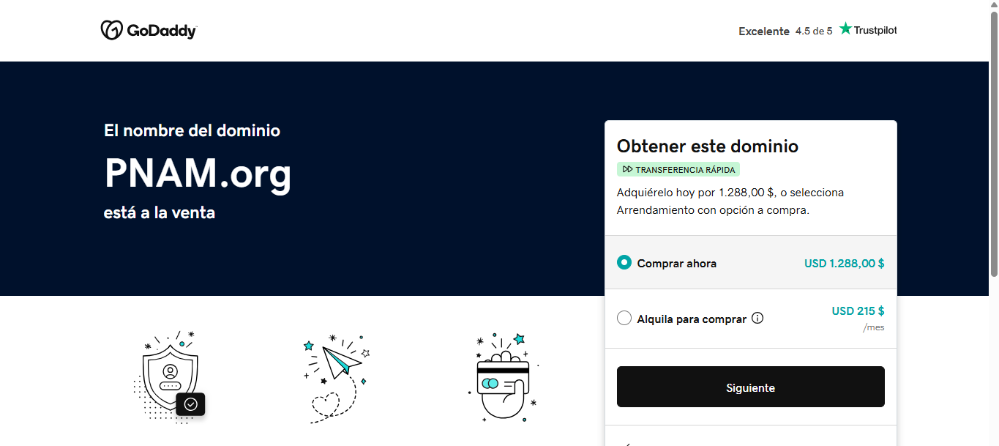 GoDaddy
Excelente 4.5 de 5 Trustpilot
El nombre del dominio
PNAM.org
está a la venta
Obtener este dominio
TRANSFERENCIA RÁPIDA
Adquiérelo hoy por 1.288,00 $, o selecciona
Arrendamiento con opción a compra.
Comprar ahora USD 1.288,00 $
Alquila para comprar USD 215 $
/mes
Siguiente